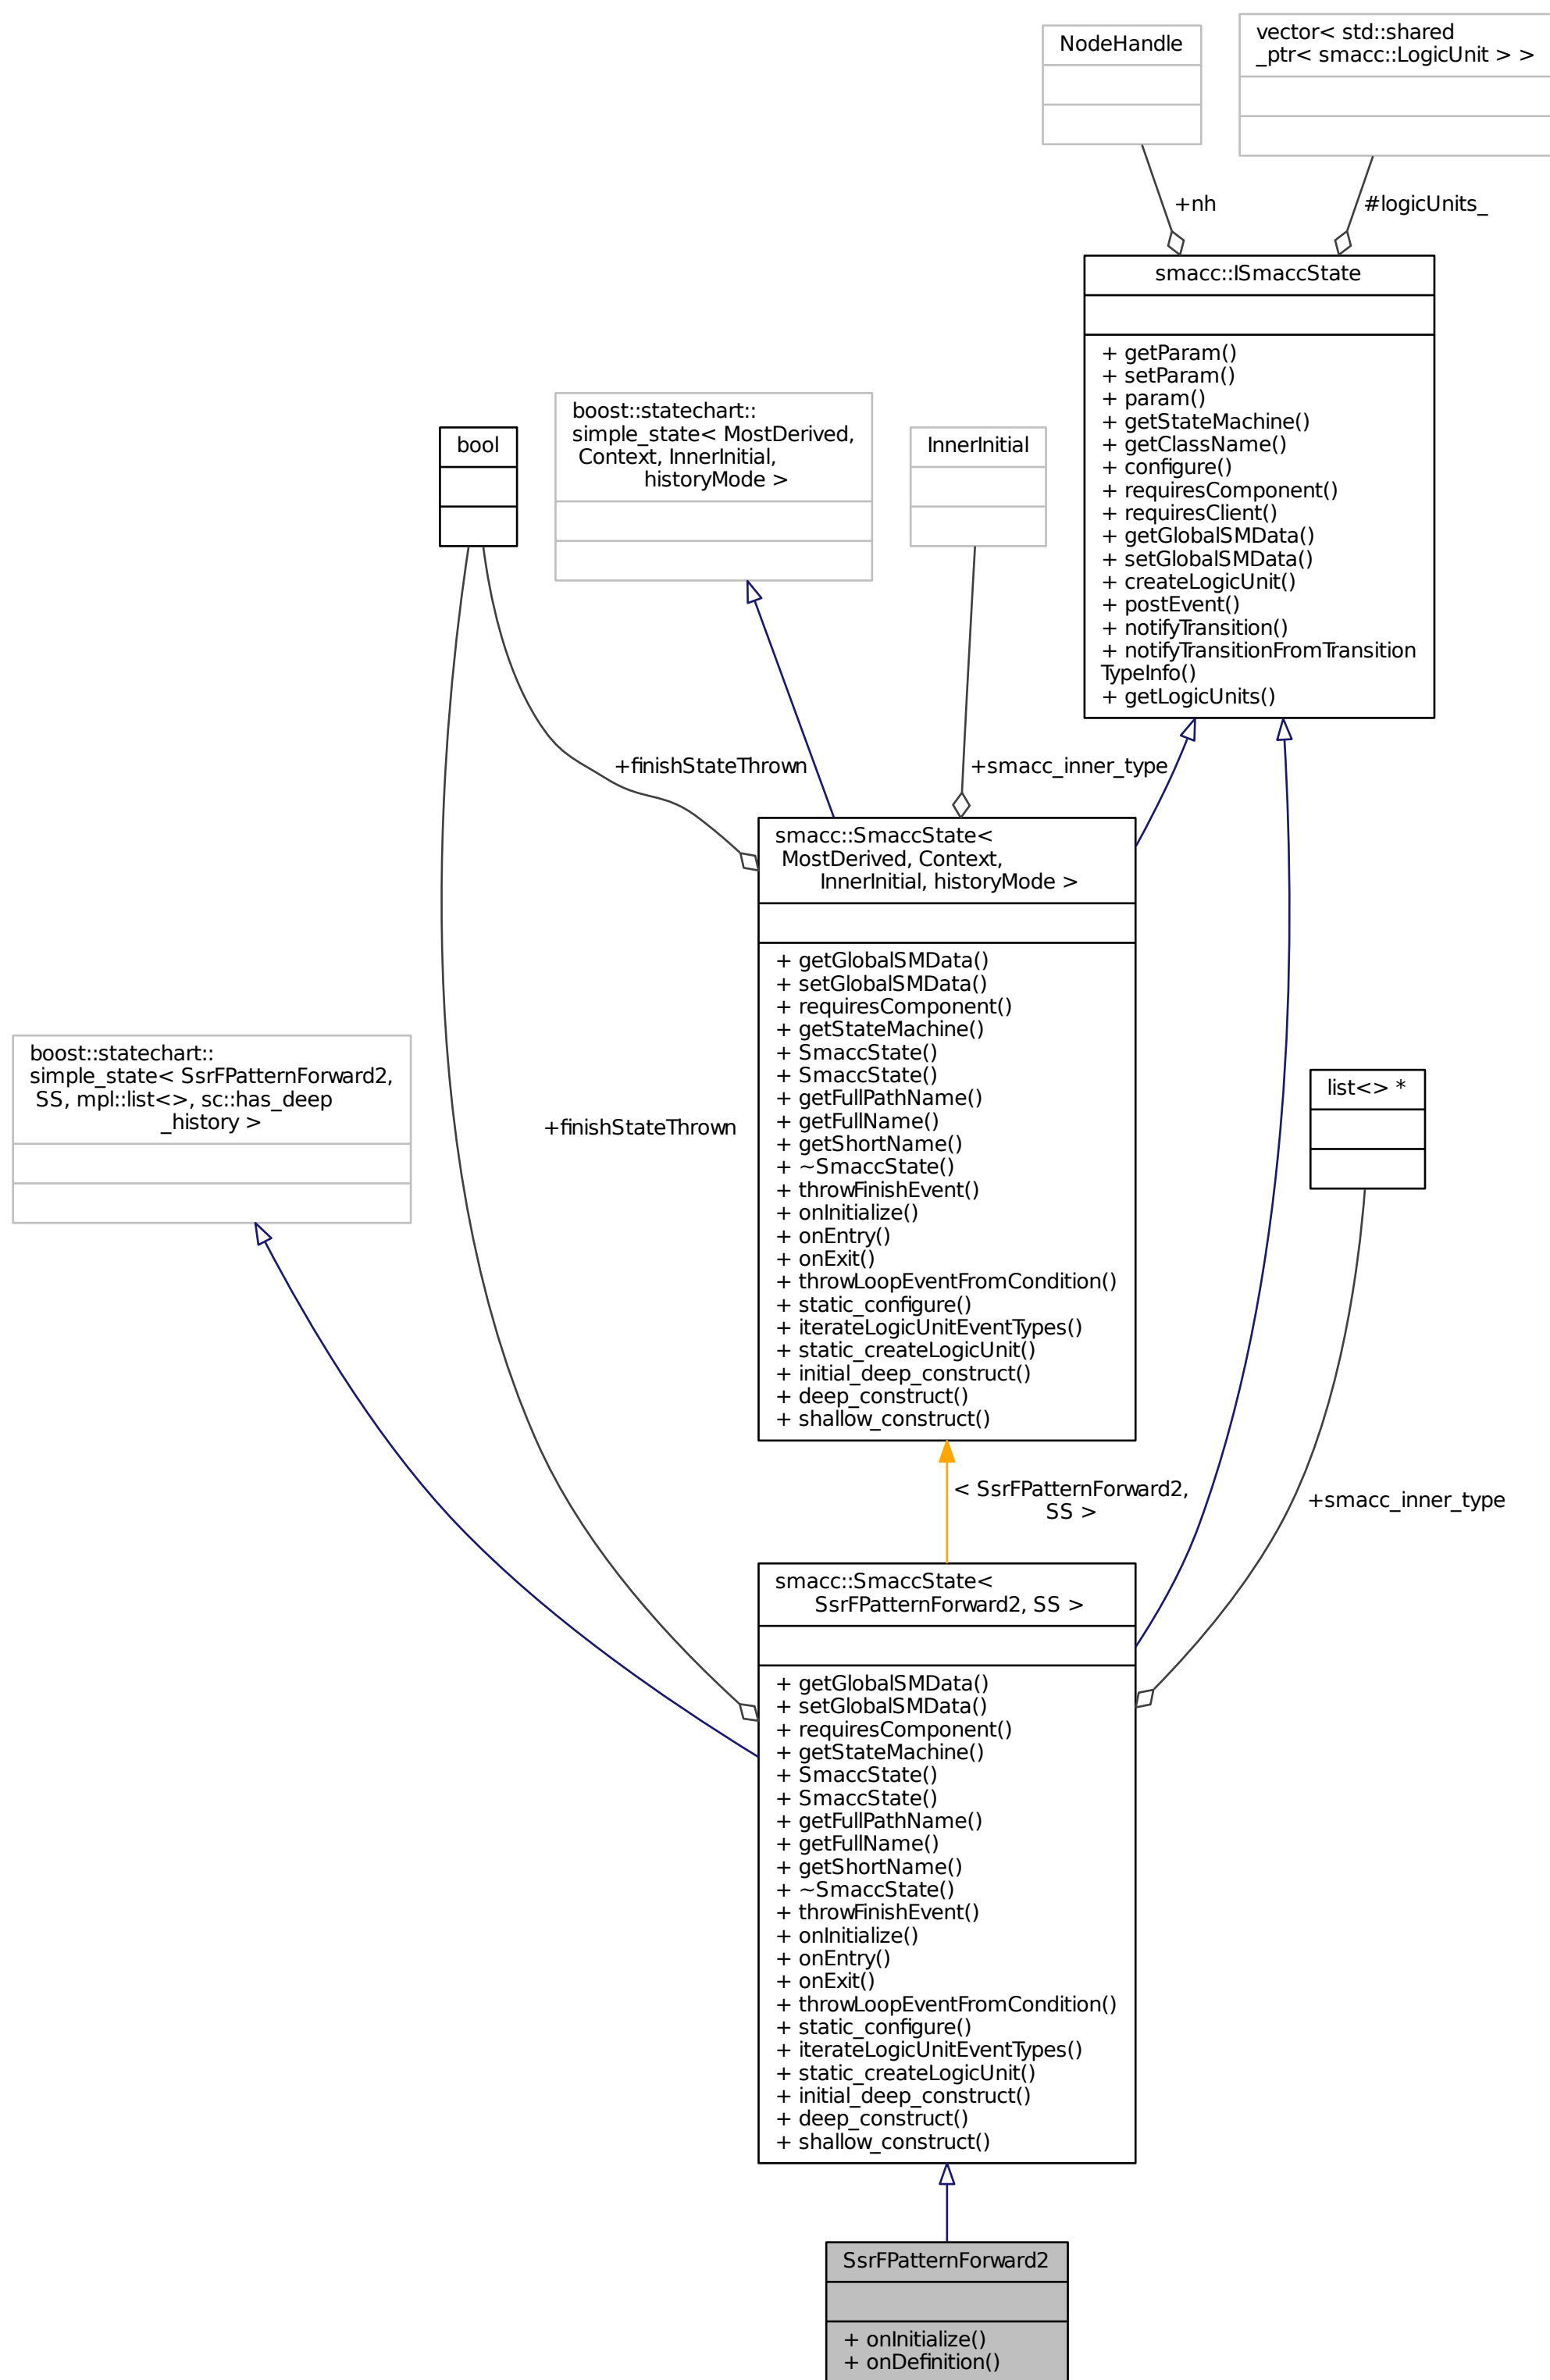 NodeHandle
vector< std::shared
_ptr< smacc::LogicUnit > >
+nh
#logicUnits_
smacc::ISmaccState
+ getParam()
+ setParam()
+ param()
+ getStateMachine()
+ getClassName()
+ configure()
+ requiresComponent()
+ requiresClient()
+ getGlobalSMData()
+ setGlobalSMData()
+ createLogicUnit()
+ postEvent()
+ notifyTransition()
+ notifyTransitionFromTransition
TypeInfo()
+ getLogicUnits()
bool
boost::statechart::
simple_state< MostDerived,
Context, InnerInitial,
historyMode >
InnerInitial
+finishStateThrown
+smacc_inner_type
smacc::SmaccState<
MostDerived, Context,
InnerInitial, historyMode >
+ getGlobalSMData()
+ setGlobalSMData()
+ requiresComponent()
+ getStateMachine()
+ SmaccState()
+ SmaccState()
+ getFullPathName()
+ getFullName()
+ getShortName()
+ ~SmaccState()
+ throwFinishEvent()
+ onInitialize()
+ onEntry()
+ onExit()
+ throwLoopEventFromCondition()
+ static_configure()
+ iterateLogicUnitEventTypes()
+ static_createLogicUnit()
+ initial_deep_construct()
+ deep_construct()
+ shallow_construct()
boost::statechart::
simple_state< SsrFPatternForward2,
SS, mpl::list<>, sc::has_deep
_history >
+finishStateThrown
list<> *
< SsrFPatternForward2,
SS >
+smacc_inner_type
smacc::SmaccState<
SsrFPatternForward2, SS >
+ getGlobalSMData()
+ setGlobalSMData()
+ requiresComponent()
+ getStateMachine()
+ SmaccState()
+ SmaccState()
+ getFullPathName()
+ getFullName()
+ getShortName()
+ ~SmaccState()
+ throwFinishEvent()
+ onInitialize()
+ onEntry()
+ onExit()
+ throwLoopEventFromCondition()
+ static_configure()
+ iterateLogicUnitEventTypes()
+ static_createLogicUnit()
+ initial_deep_construct()
+ deep_construct()
+ shallow_construct()
SsrFPatternForward2
+ onInitialize()
+ onDefinition()